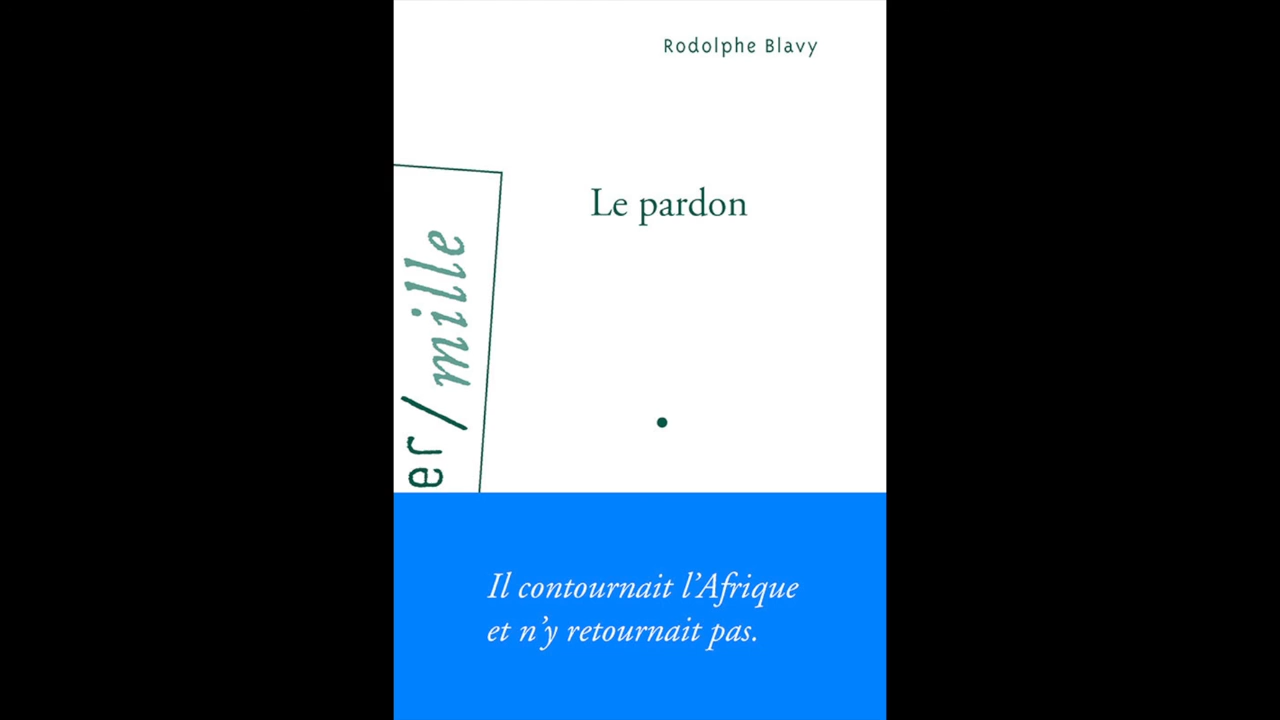 Rodolphe Blavy
Le pardon
er/mille
Il contournait l’Afrique
et n’y retournait pas.